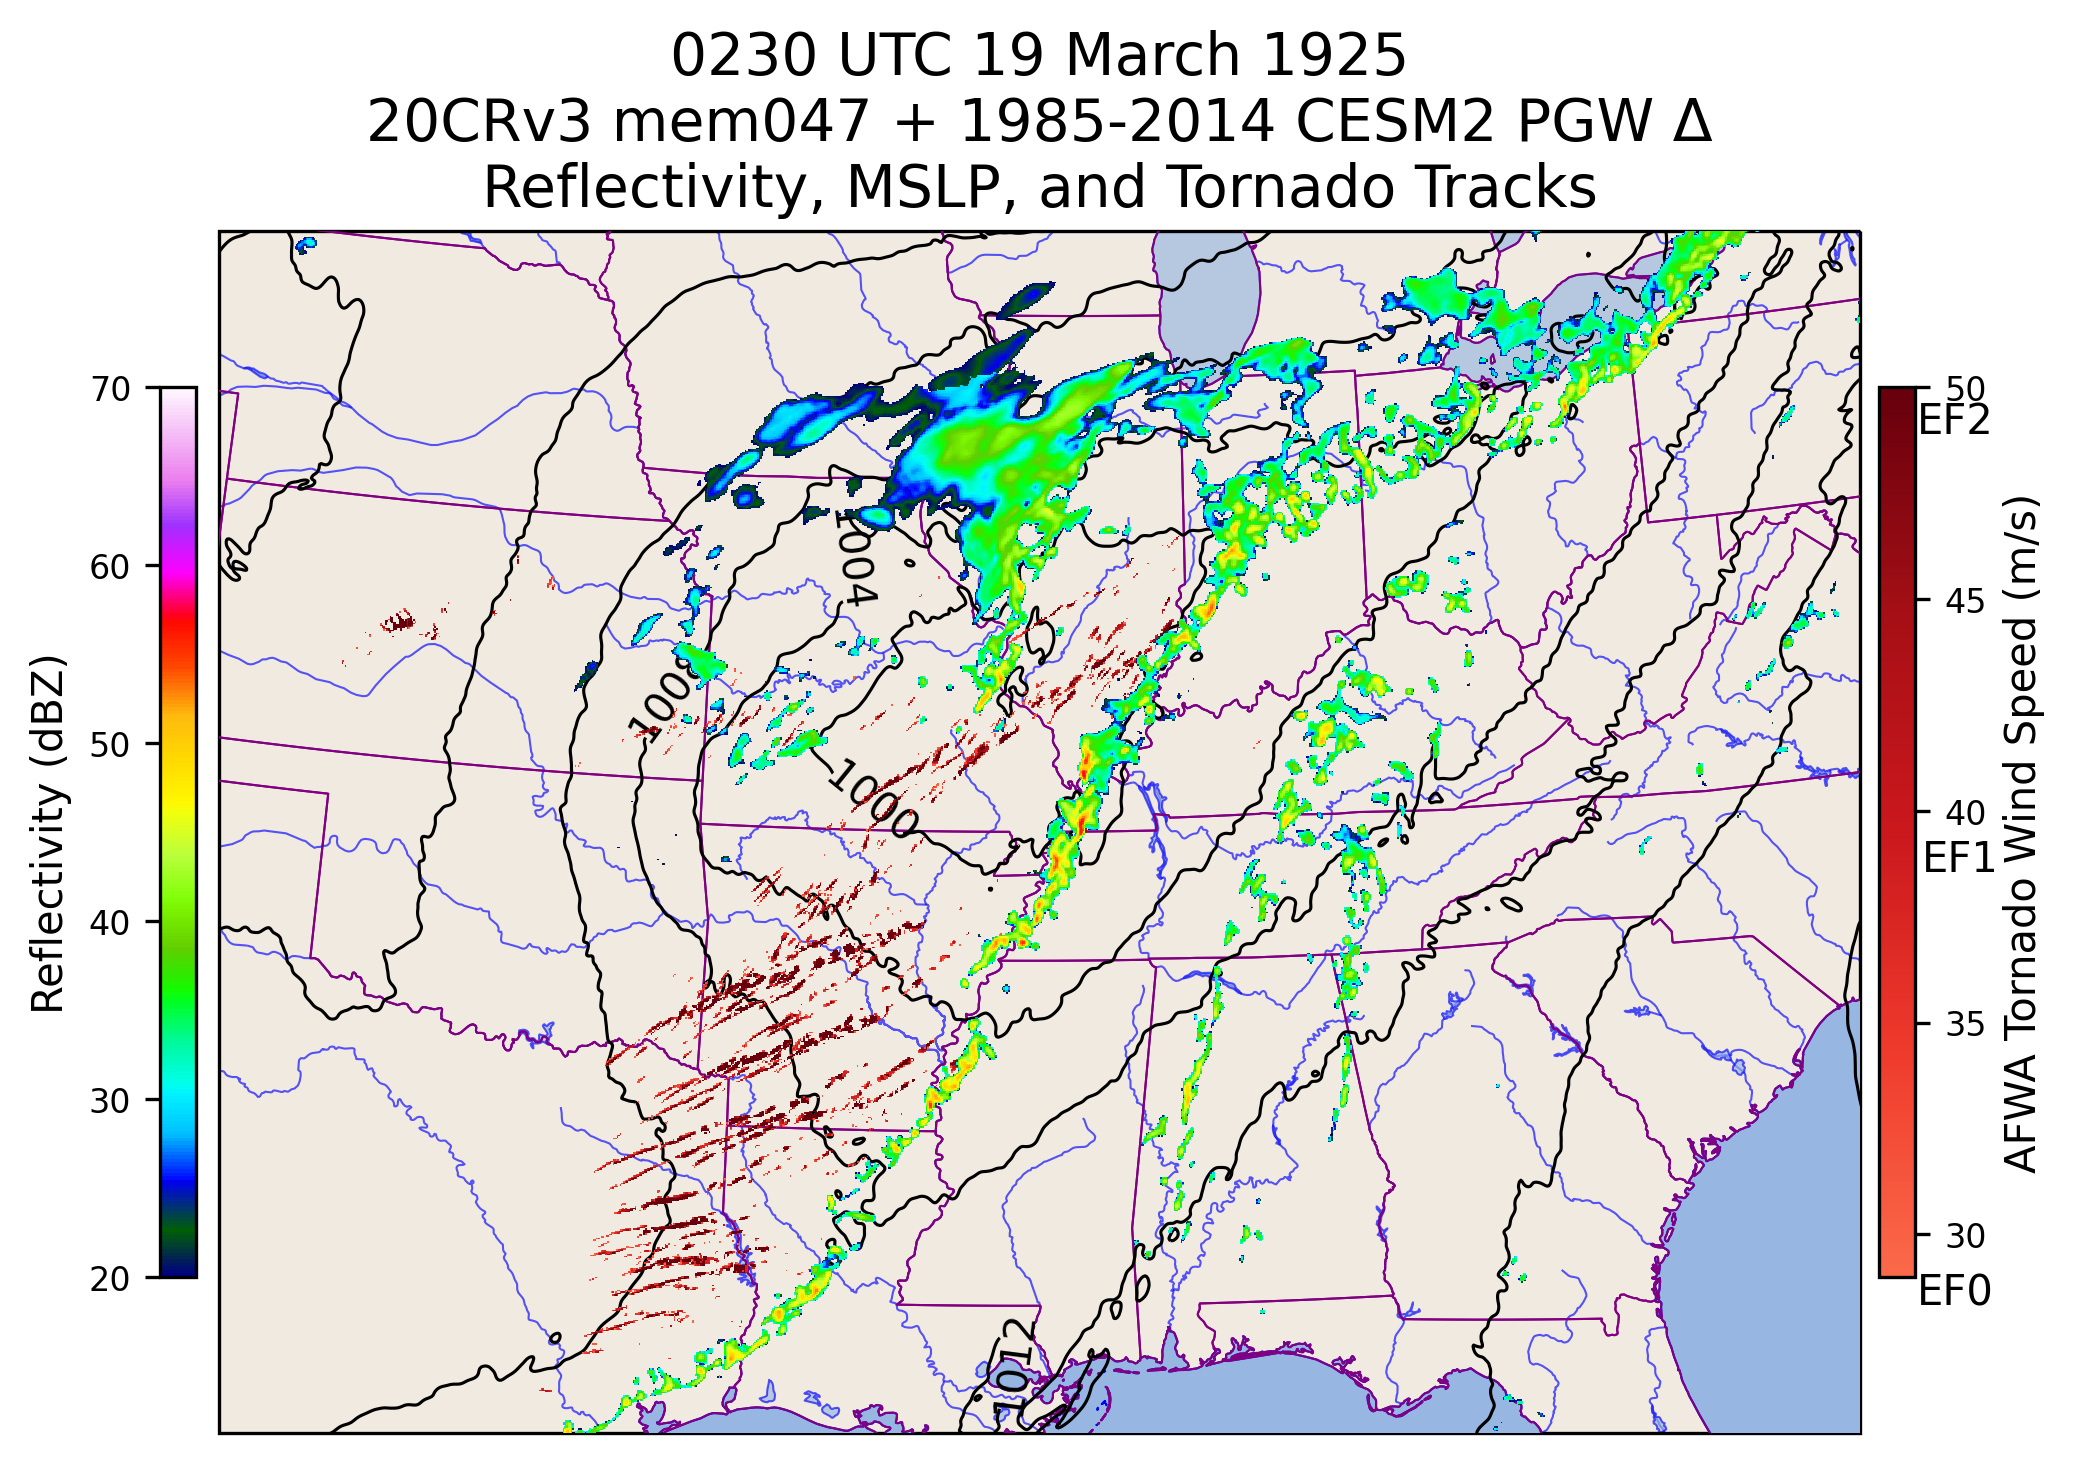 0230 UTC 19 March 1925
20CRv3 mem047 + 1985-2014 CESM2 PGW Δ
Reflectivity, MSLP, and Tornado Tracks
70
60
50
40
30
20
Reflectivity (dBZ)
1004
1008
1000
1012
50
EF2
45
40
EF1
35
30
EF0
AFWA Tornado Wind Speed (m/s)